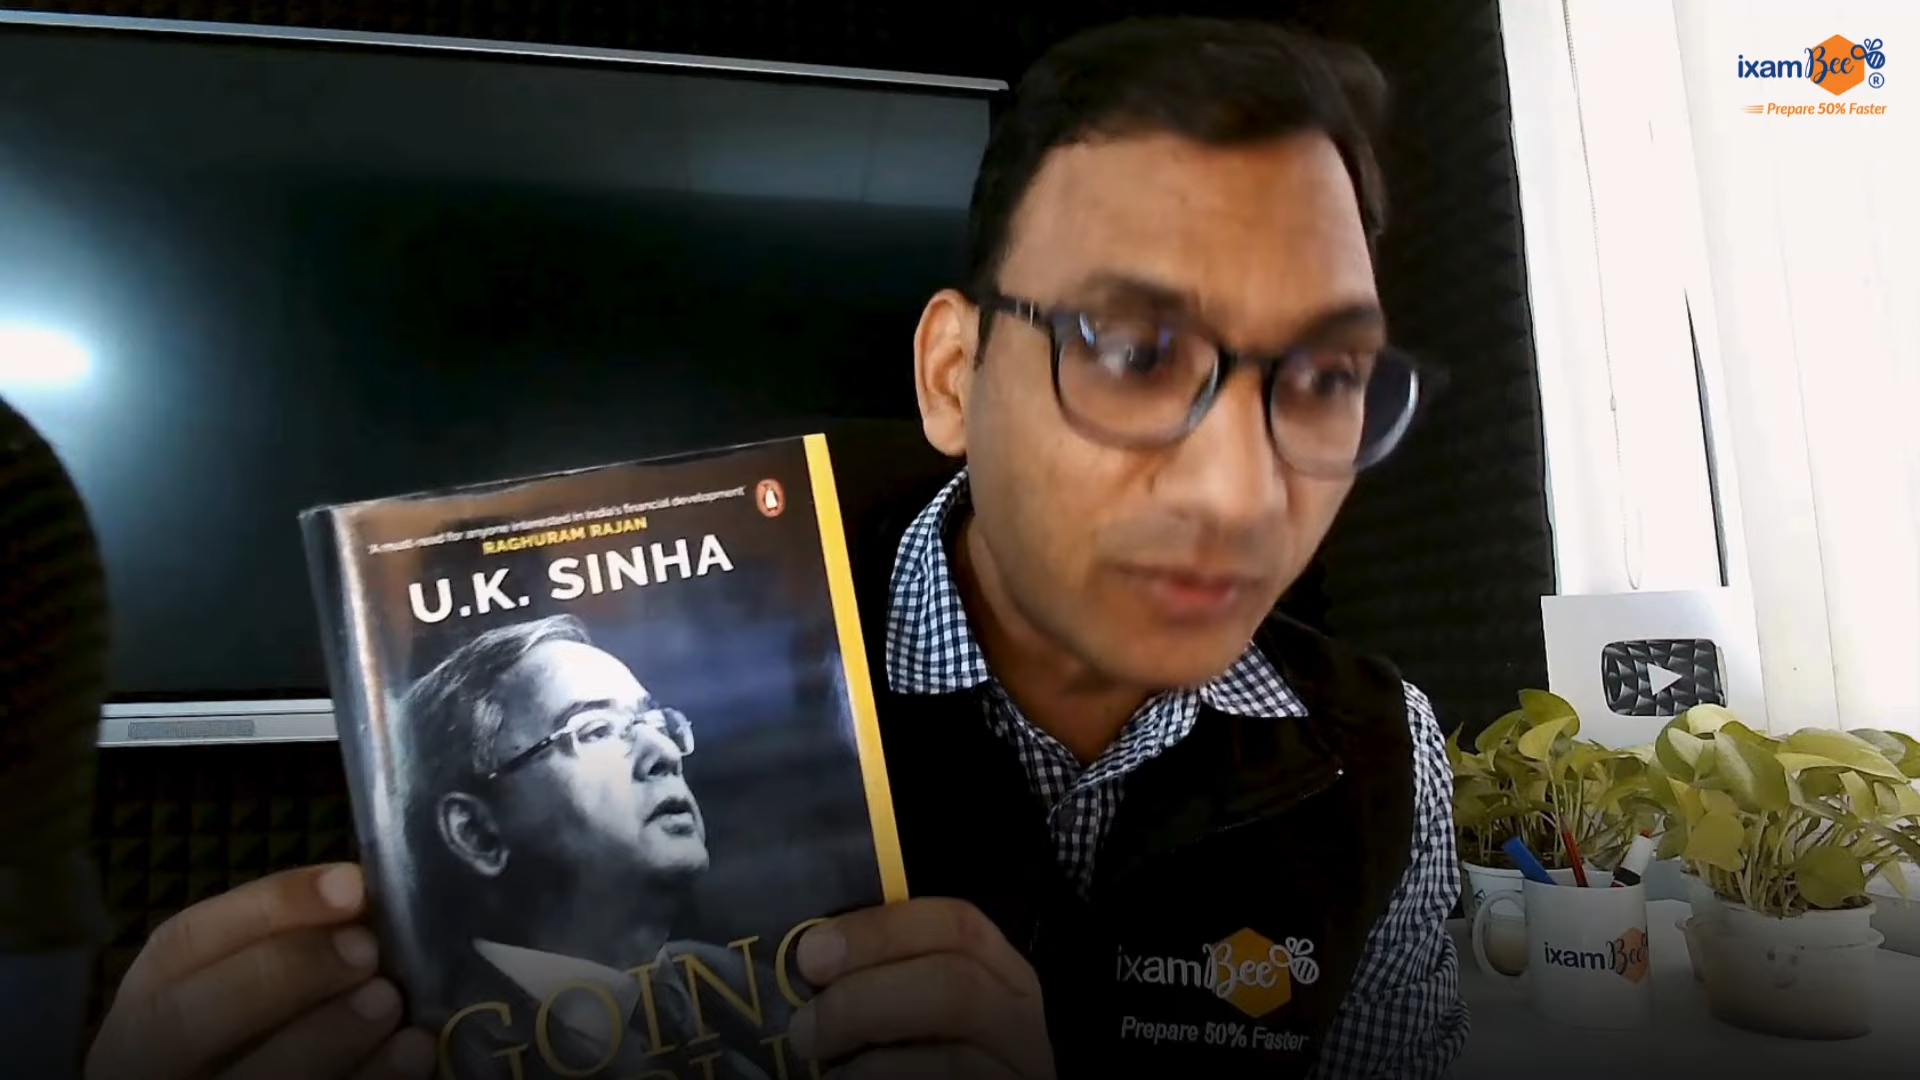 ixamBee®
Prepare 50% Faster
'A must-read for anyone interested in India's financial development'
RAGHURAM RAJAN
U.K. SINHA
GOING
ixamBee
Prepare 50% Faster
ixamBee